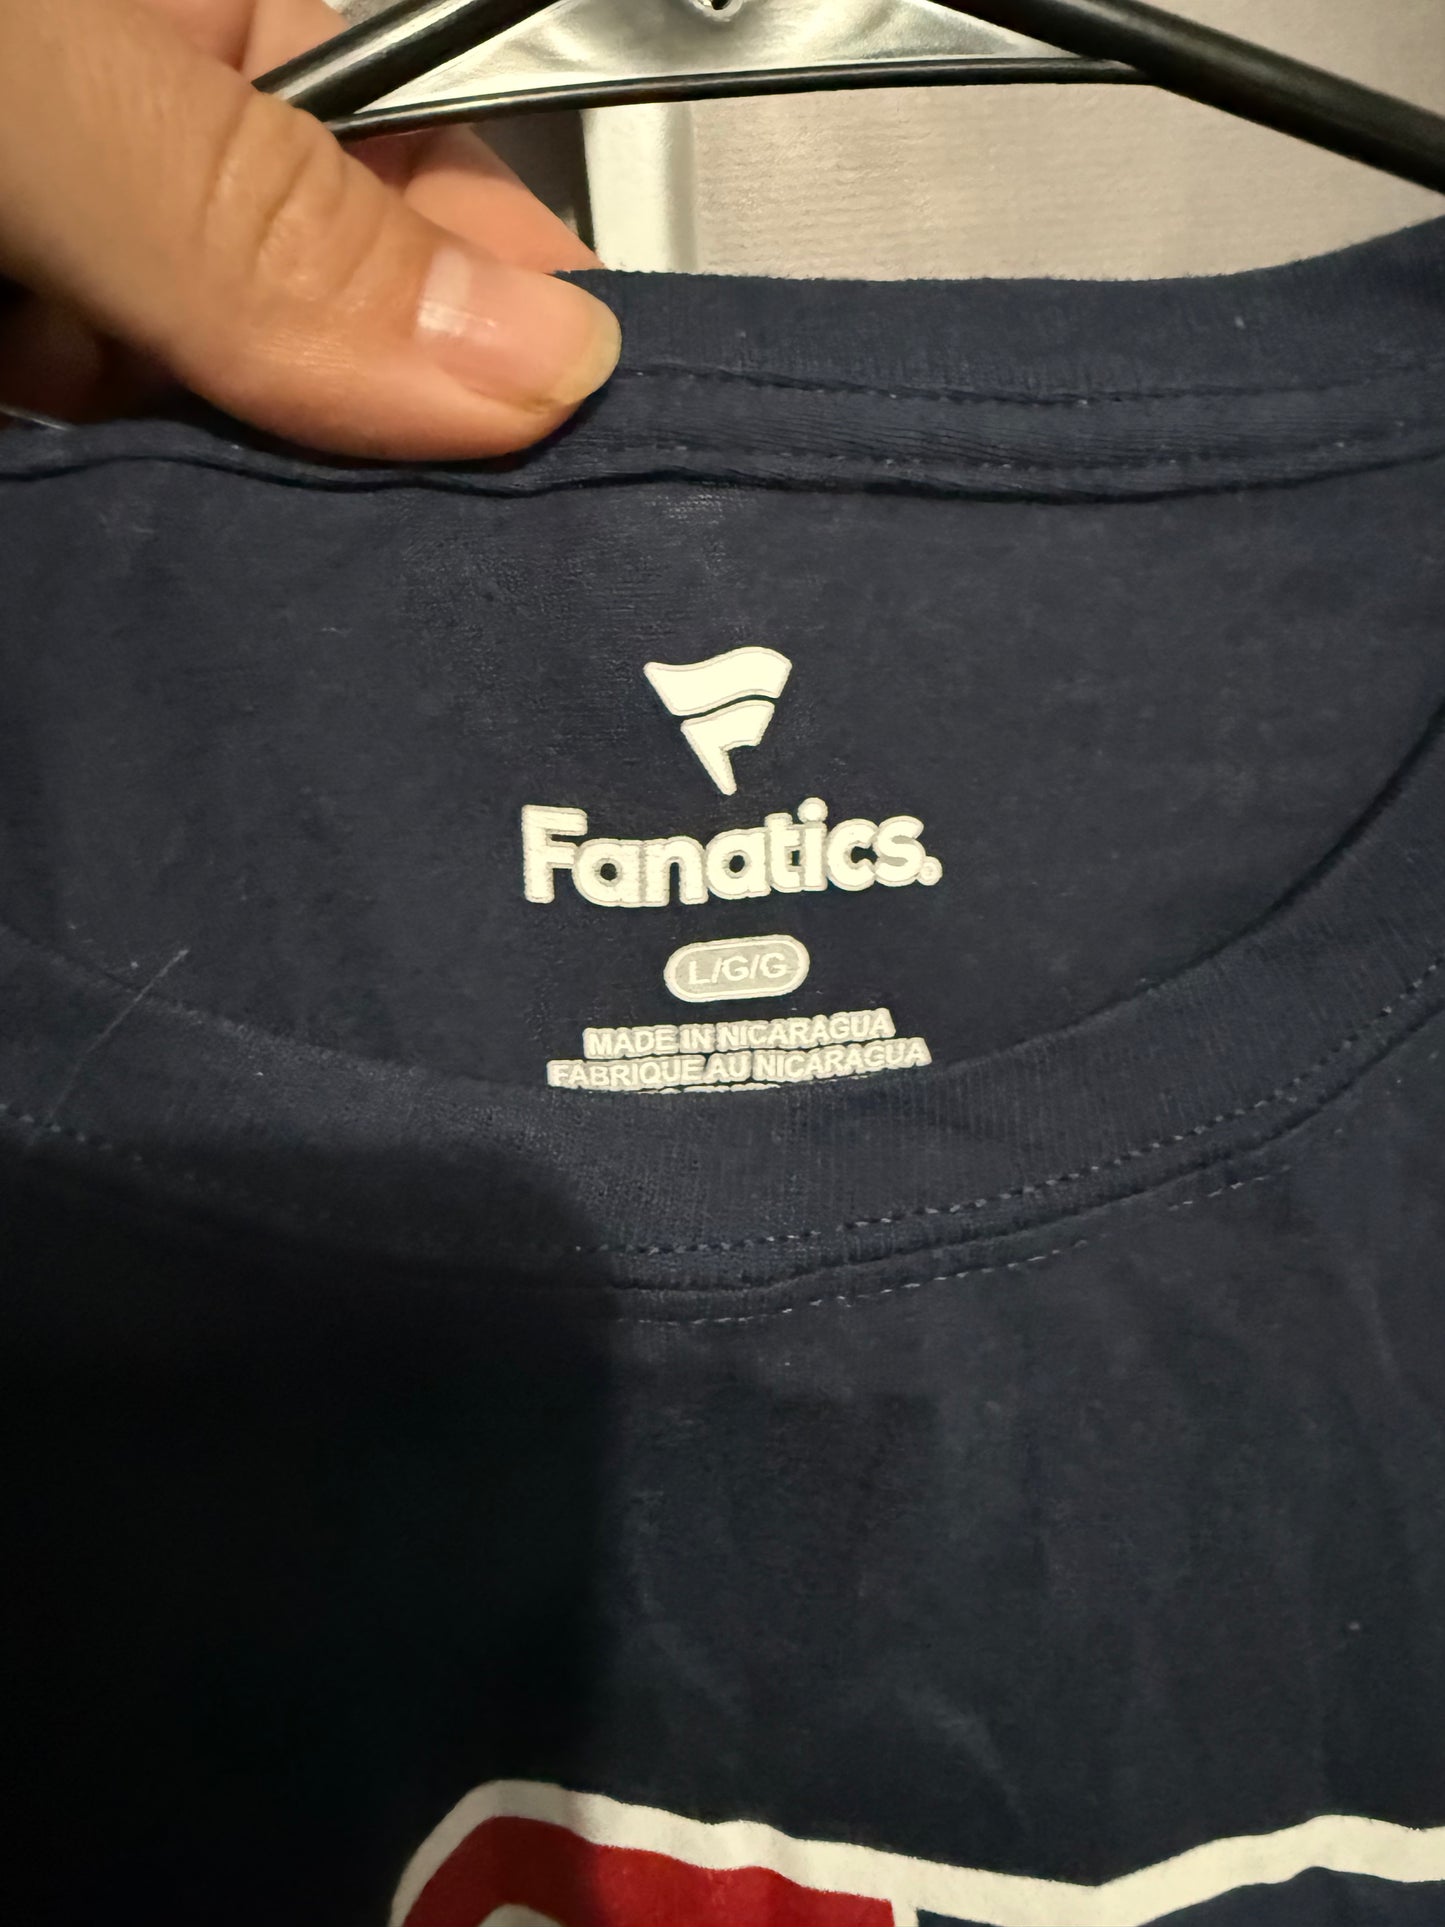 Fanatics.
L/G/G
MADE IN NICARAGUA
FABRIQUE AU NICARAGUA